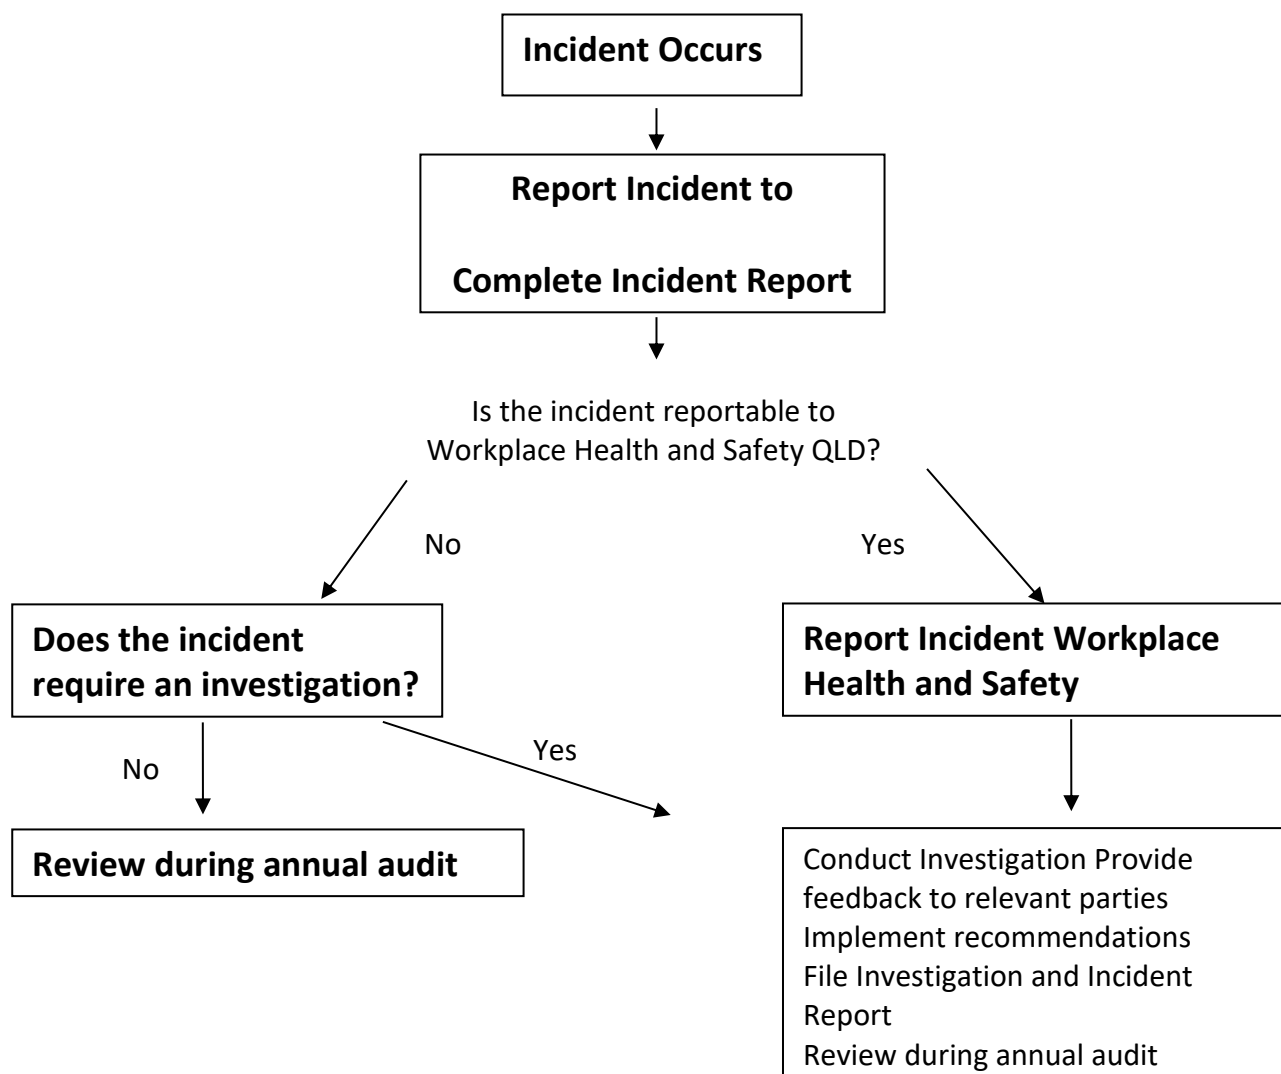 Incident Occurs
Report Incident to
Complete Incident Report
Is the incident reportable to
Workplace Health and Safety QLD?
No
Yes
Does the incident
require an investigation?
Report Incident Workplace
Health and Safety
No
Yes
Review during annual audit
Conduct Investigation Provide
feedback to relevant parties
Implement recommendations
File Investigation and Incident
Report
Review during annual audit